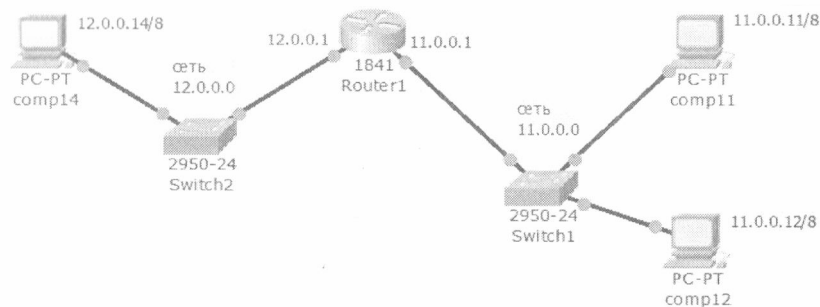 12.0.0.14/8
PC-PT
comp14
сеть
12.0.0.0
2950-24
Switch2
12.0.0.1
11.0.0.1
1841
Router1
сеть
11.0.0.0
2950-24
Switch1
11.0.0.11/8
PC-PT
comp11
11.0.0.12/8
PC-PT
comp12